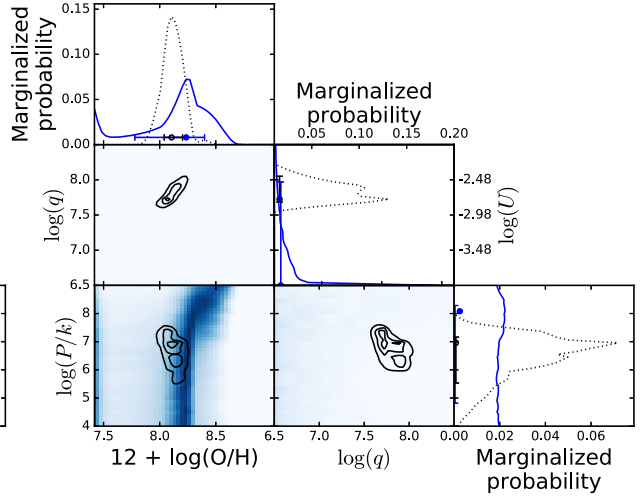 0.15
0.10
0.05
0.00
Marginalized
probability
Marginalized
probability
0.05 0.10 0.15 0.20
8.0
7.5
7.0
6.5
log(q)
-2.48
-2.98
-3.48
log(U)
8
7
6
5
4
log(P/k)
7.5 8.0 8.5 6.5 7.0 7.5 8.0 0.00 0.02 0.04 0.06
12 + log(O/H)
log(q)
Marginalized
probability